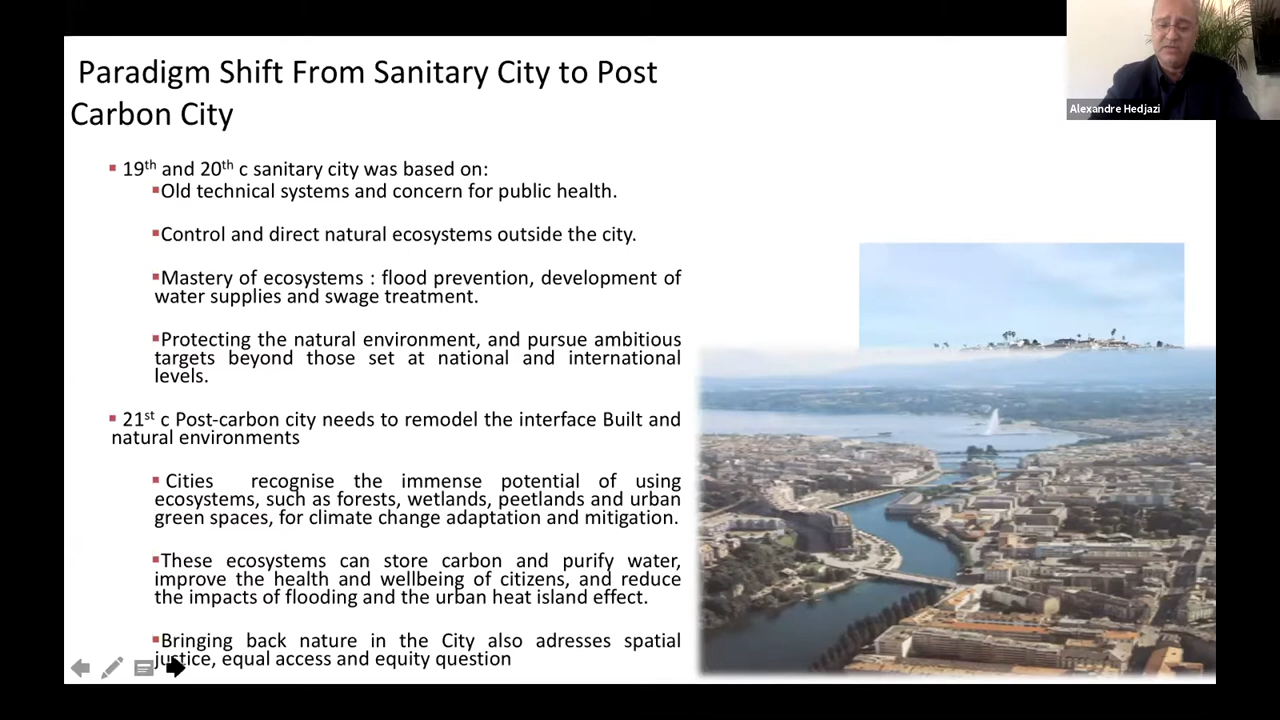 Paradigm Shift From Sanitary City to Post
Carbon City
Alexandre Hedjazi
▪ 19th and 20th c sanitary city was based on:
▪Old technical systems and concern for public health.
▪Control and direct natural ecosystems outside the city.
▪Mastery of ecosystems : flood prevention, development of
water supplies and swage treatment.
▪Protecting the natural environment, and pursue ambitious
targets beyond those set at national and international
levels.
▪ 21st c Post-carbon city needs to remodel the interface Built and
natural environments
▪ Cities recognise the immense potential of using
ecosystems, such as forests, wetlands, peetlands and urban
green spaces, for climate change adaptation and mitigation.
▪These ecosystems can store carbon and purify water,
improve the health and wellbeing of citizens, and reduce
the impacts of flooding and the urban heat island effect.
▪Bringing back nature in the City also adresses spatial
justice, equal access and equity question